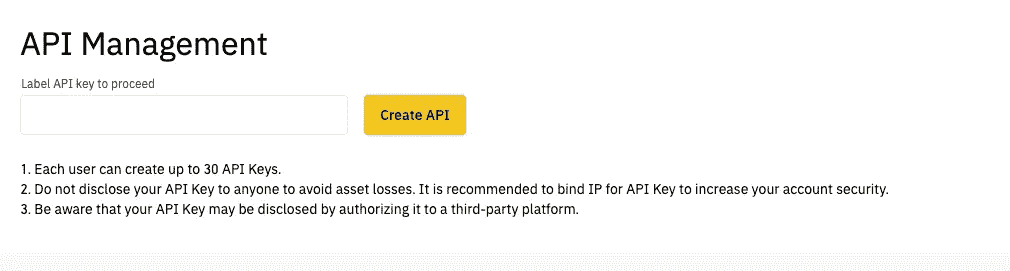 API Management
Label API key to proceed
Create API
1. Each user can create up to 30 API Keys.
2. Do not disclose your API Key to anyone to avoid asset losses. It is recommended to bind IP for API Key to increase your account security.
3. Be aware that your API Key may be disclosed by authorizing it to a third-party platform.